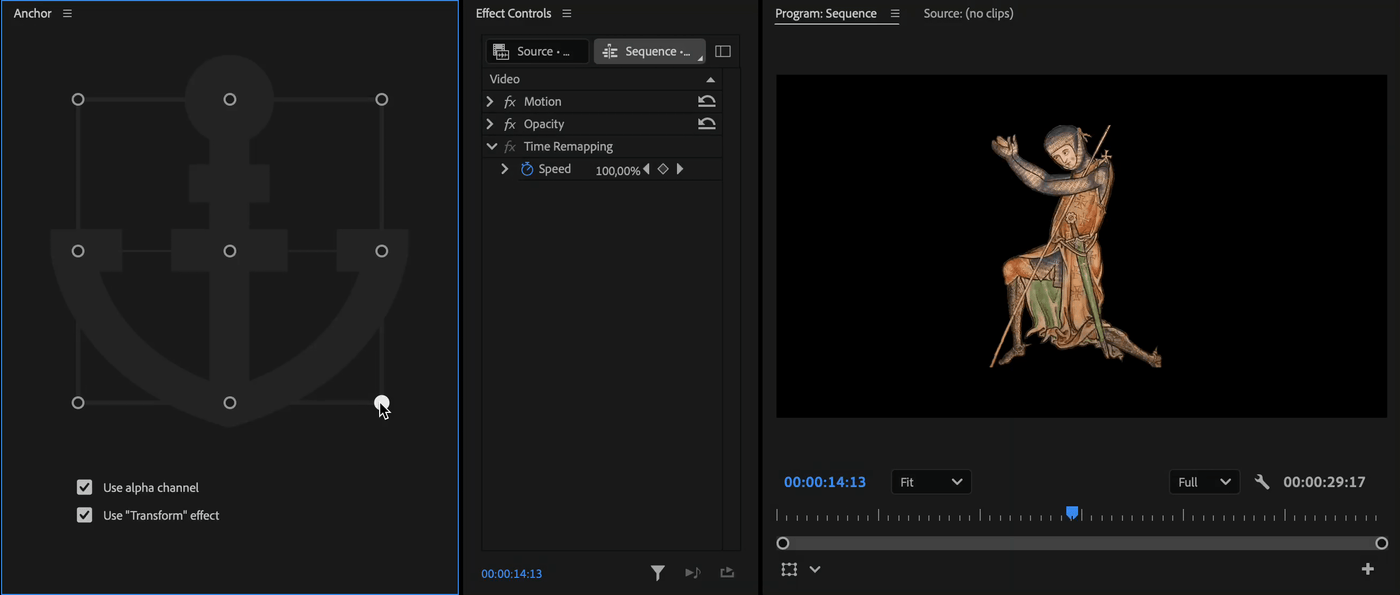 Anchor
Use alpha channel
Use "Transform" effect
Effect Controls
Source • ...
Sequence •...
Video
fx Motion
fx Opacity
fx Time Remapping
Speed 100,00%
00:00:14:13
Program: Sequence Source: (no clips)
00:00:14:13 Fit Full 00:00:29:17